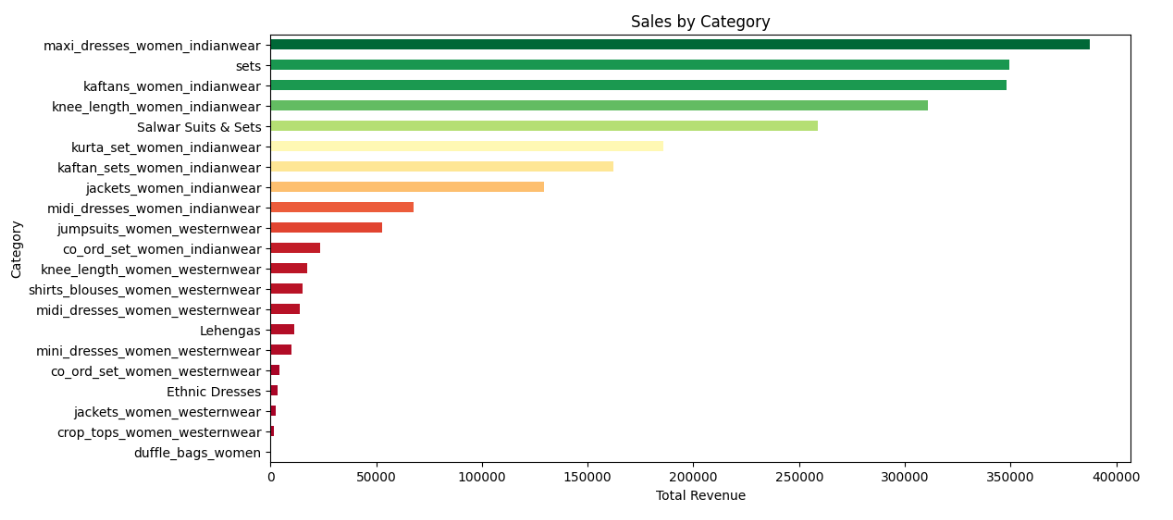 Sales by Category
maxi_dresses_women_indianwear
sets
kaftans_women_indianwear
knee_length_women_indianwear
Salwar Suits & Sets
kurta_set_women_indianwear
kaftan_sets_women_indianwear
jackets_women_indianwear
midi_dresses_women_indianwear
jumpsuits_women_westernwear
co_ord_set_women_indianwear
knee_length_women_westernwear
shirts_blouses_women_westernwear
midi_dresses_women_westernwear
Lehengas
mini_dresses_women_westernwear
co_ord_set_women_westernwear
Ethnic Dresses
jackets_women_westernwear
crop_tops_women_westernwear
duffle_bags_women
Category
0 50000 100000 150000 200000 250000 300000 350000 400000
Total Revenue